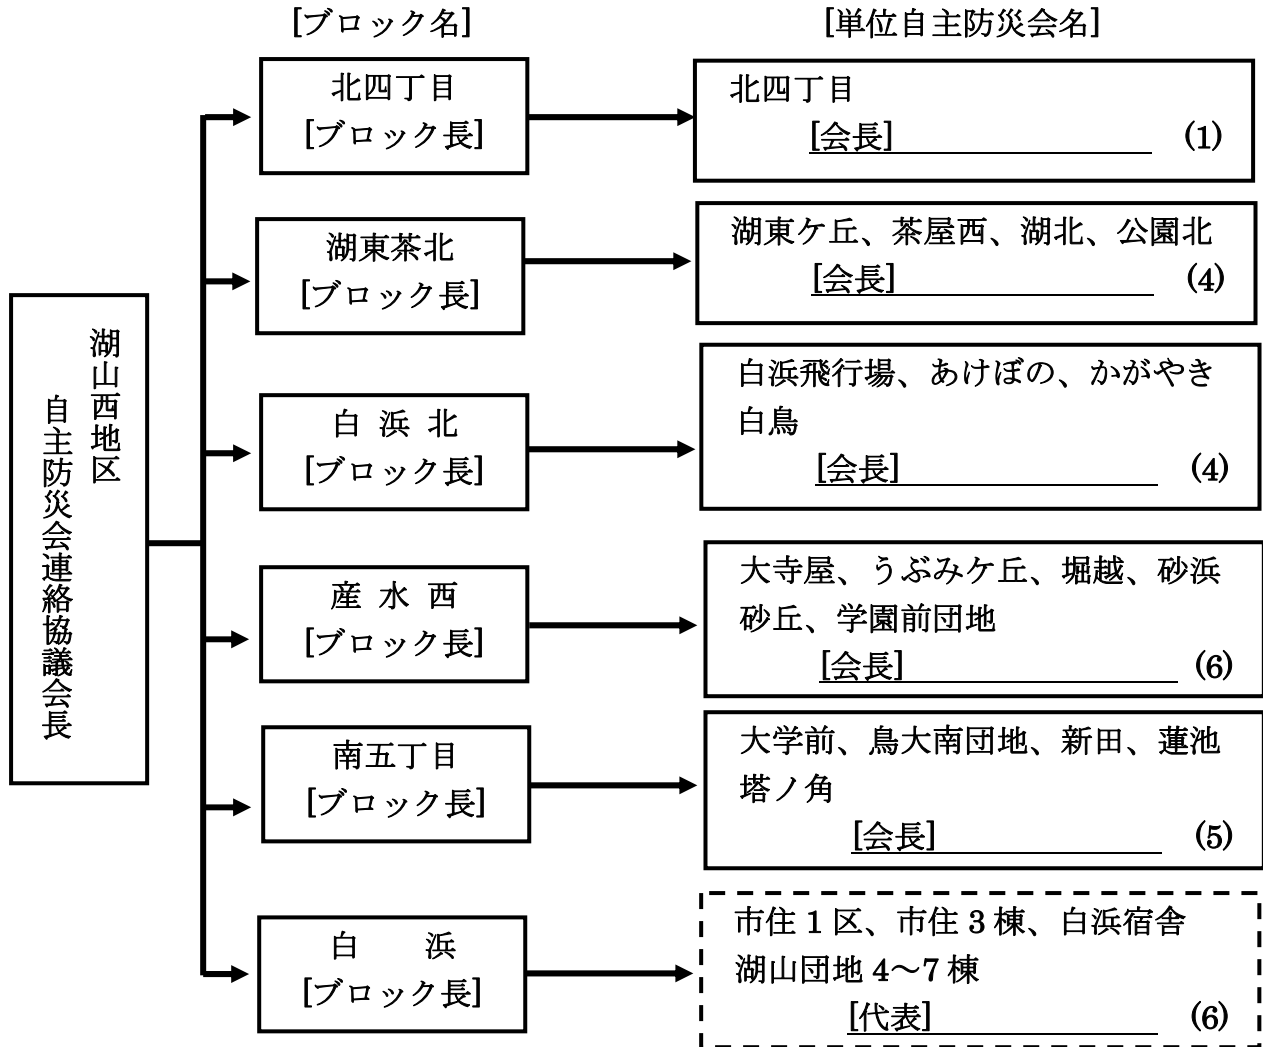 [ブロック名]
[単位自主防災会名]
湖山西地区
自主防災会連絡協議会長
北四丁目
[ブロック長]
北四丁目
[会長] (1)
湖東茶北
[ブロック長]
湖東ケ丘、茶屋西、湖北、公園北
[会長] (4)
白 浜 北
[ブロック長]
白浜飛行場、あけぼの、かがやき
白鳥
[会長] (4)
産 水 西
[ブロック長]
大寺屋、うぶみケ丘、堀越、砂浜
砂丘、学園前団地
[会長] (6)
南五丁目
[ブロック長]
大学前、鳥大南団地、新田、蓮池
塔ノ角
[会長] (5)
白 浜
[ブロック長]
市住 1 区、市住 3 棟、白浜宿舎
湖山団地 4～7 棟
[代表] (6)